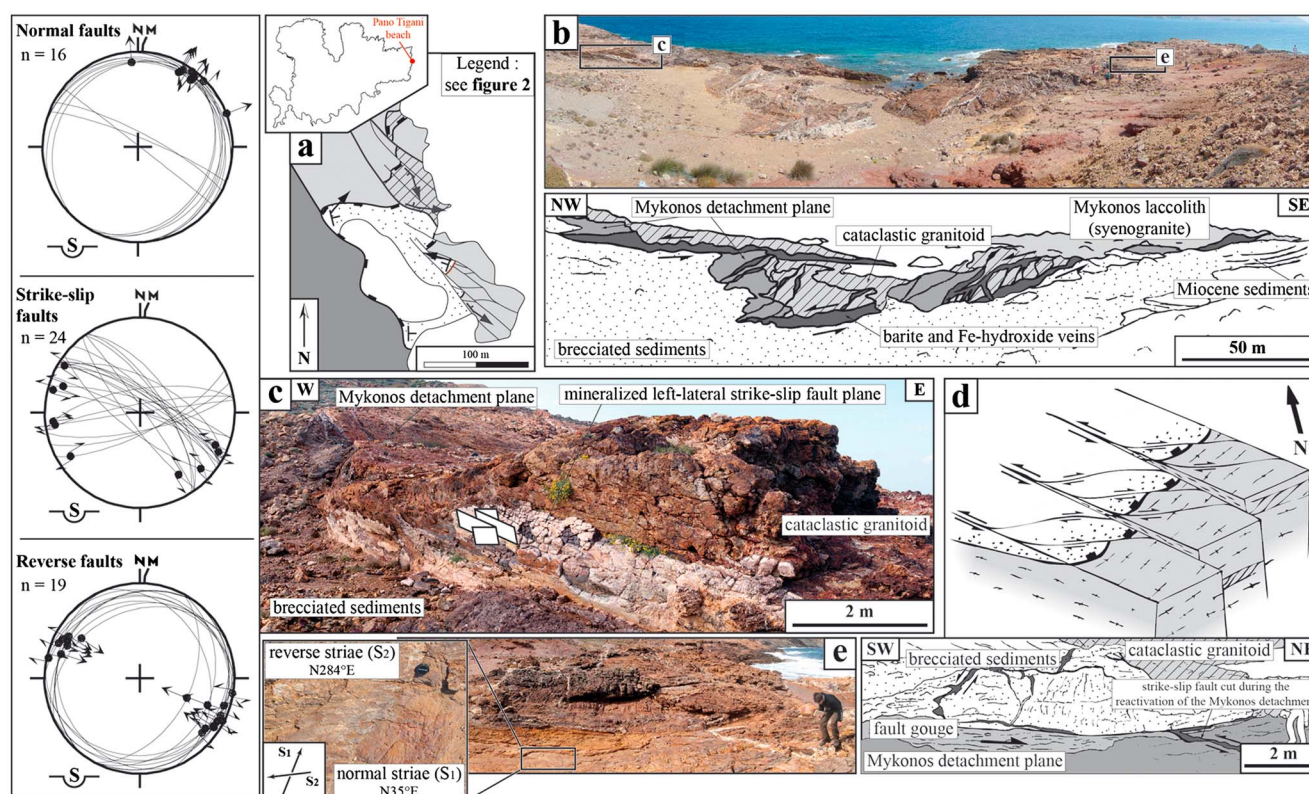 Normal faults
n = 16
NM
S
Strike-slip
faults
n = 24
NM
S
Reverse faults
n = 19
NM
S
Pano Tigani
beach
Legend :
see figure 2
a
N
100 m
b
c
e
NW
SE
Mykonos detachment plane
cataclastic granitoid
Mykonos laccolith
(syenogranite)
Miocene sediments
barite and Fe-hydroxide veins
brecciated sediments
50 m
c
W
E
Mykonos detachment plane
mineralized left-lateral strike-slip fault plane
cataclastic granitoid
brecciated sediments
2 m
d
N
reverse striae (S2)
N284°E
S1
S2
normal striae (S1)
N35°E
e
SW
NE
brecciated sediments
cataclastic granitoid
strike-slip fault cut during the
reactivation of the Mykonos detachment
fault gouge
Mykonos detachment plane
2 m